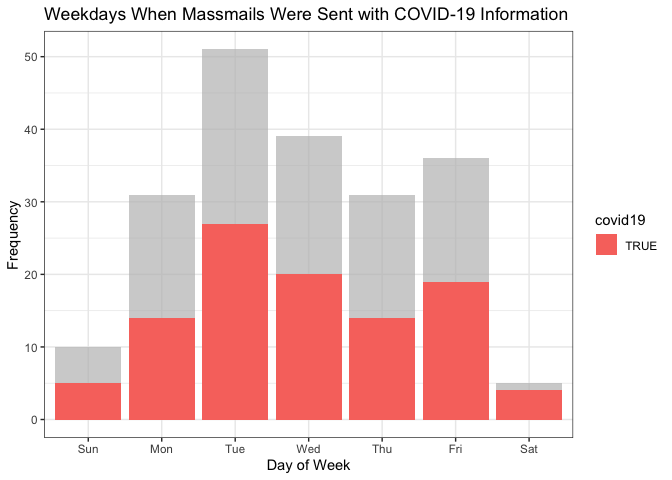 Weekdays When Massmails Were Sent with COVID-19 Information
50
40
30
20
10
0
Frequency
Sun Mon Tue Wed Thu Fri Sat
Day of Week
covid19
TRUE